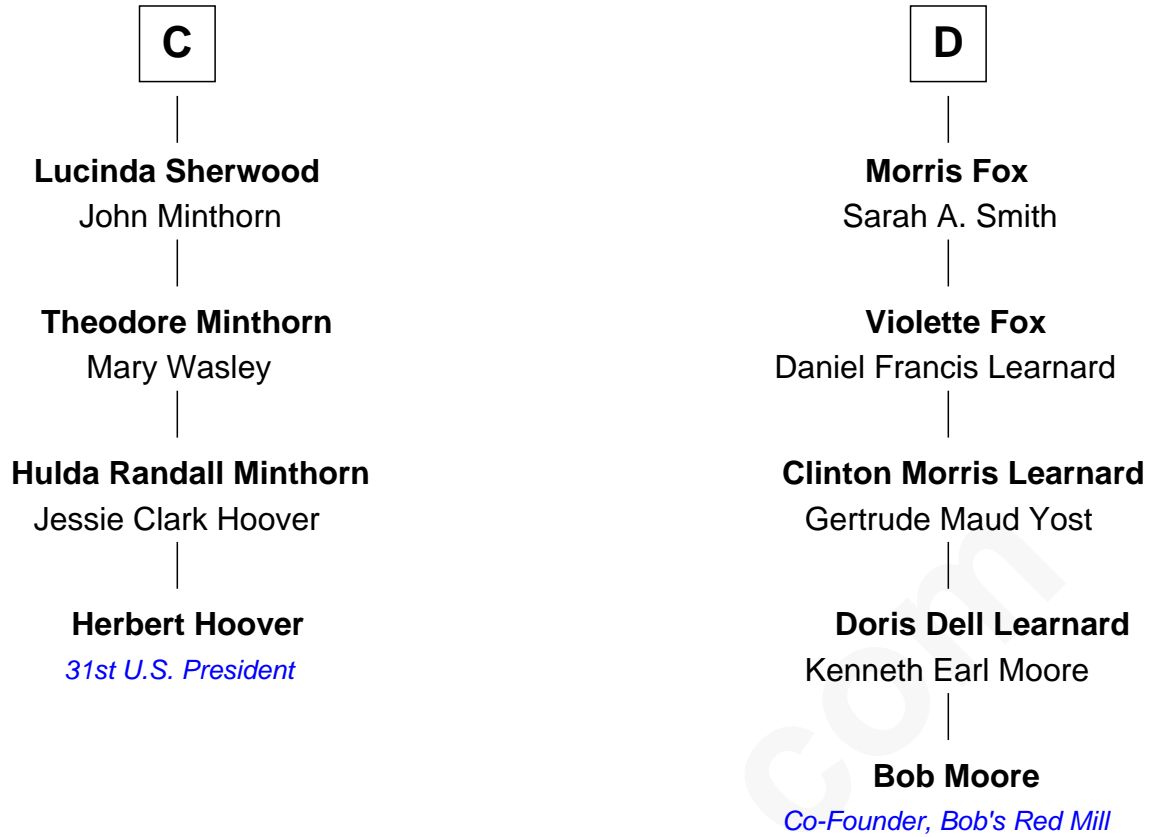 C
Lucinda Sherwood
John Minthorn
Theodore Minthorn
Mary Wasley
Hulda Randall Minthorn
Jessie Clark Hoover
Herbert Hoover
31st U.S. President
D
Morris Fox
Sarah A. Smith
Violette Fox
Daniel Francis Learnard
Clinton Morris Learnard
Gertrude Maud Yost
Doris Dell Learnard
Kenneth Earl Moore
Bob Moore
Co-Founder, Bob's Red Mill
com